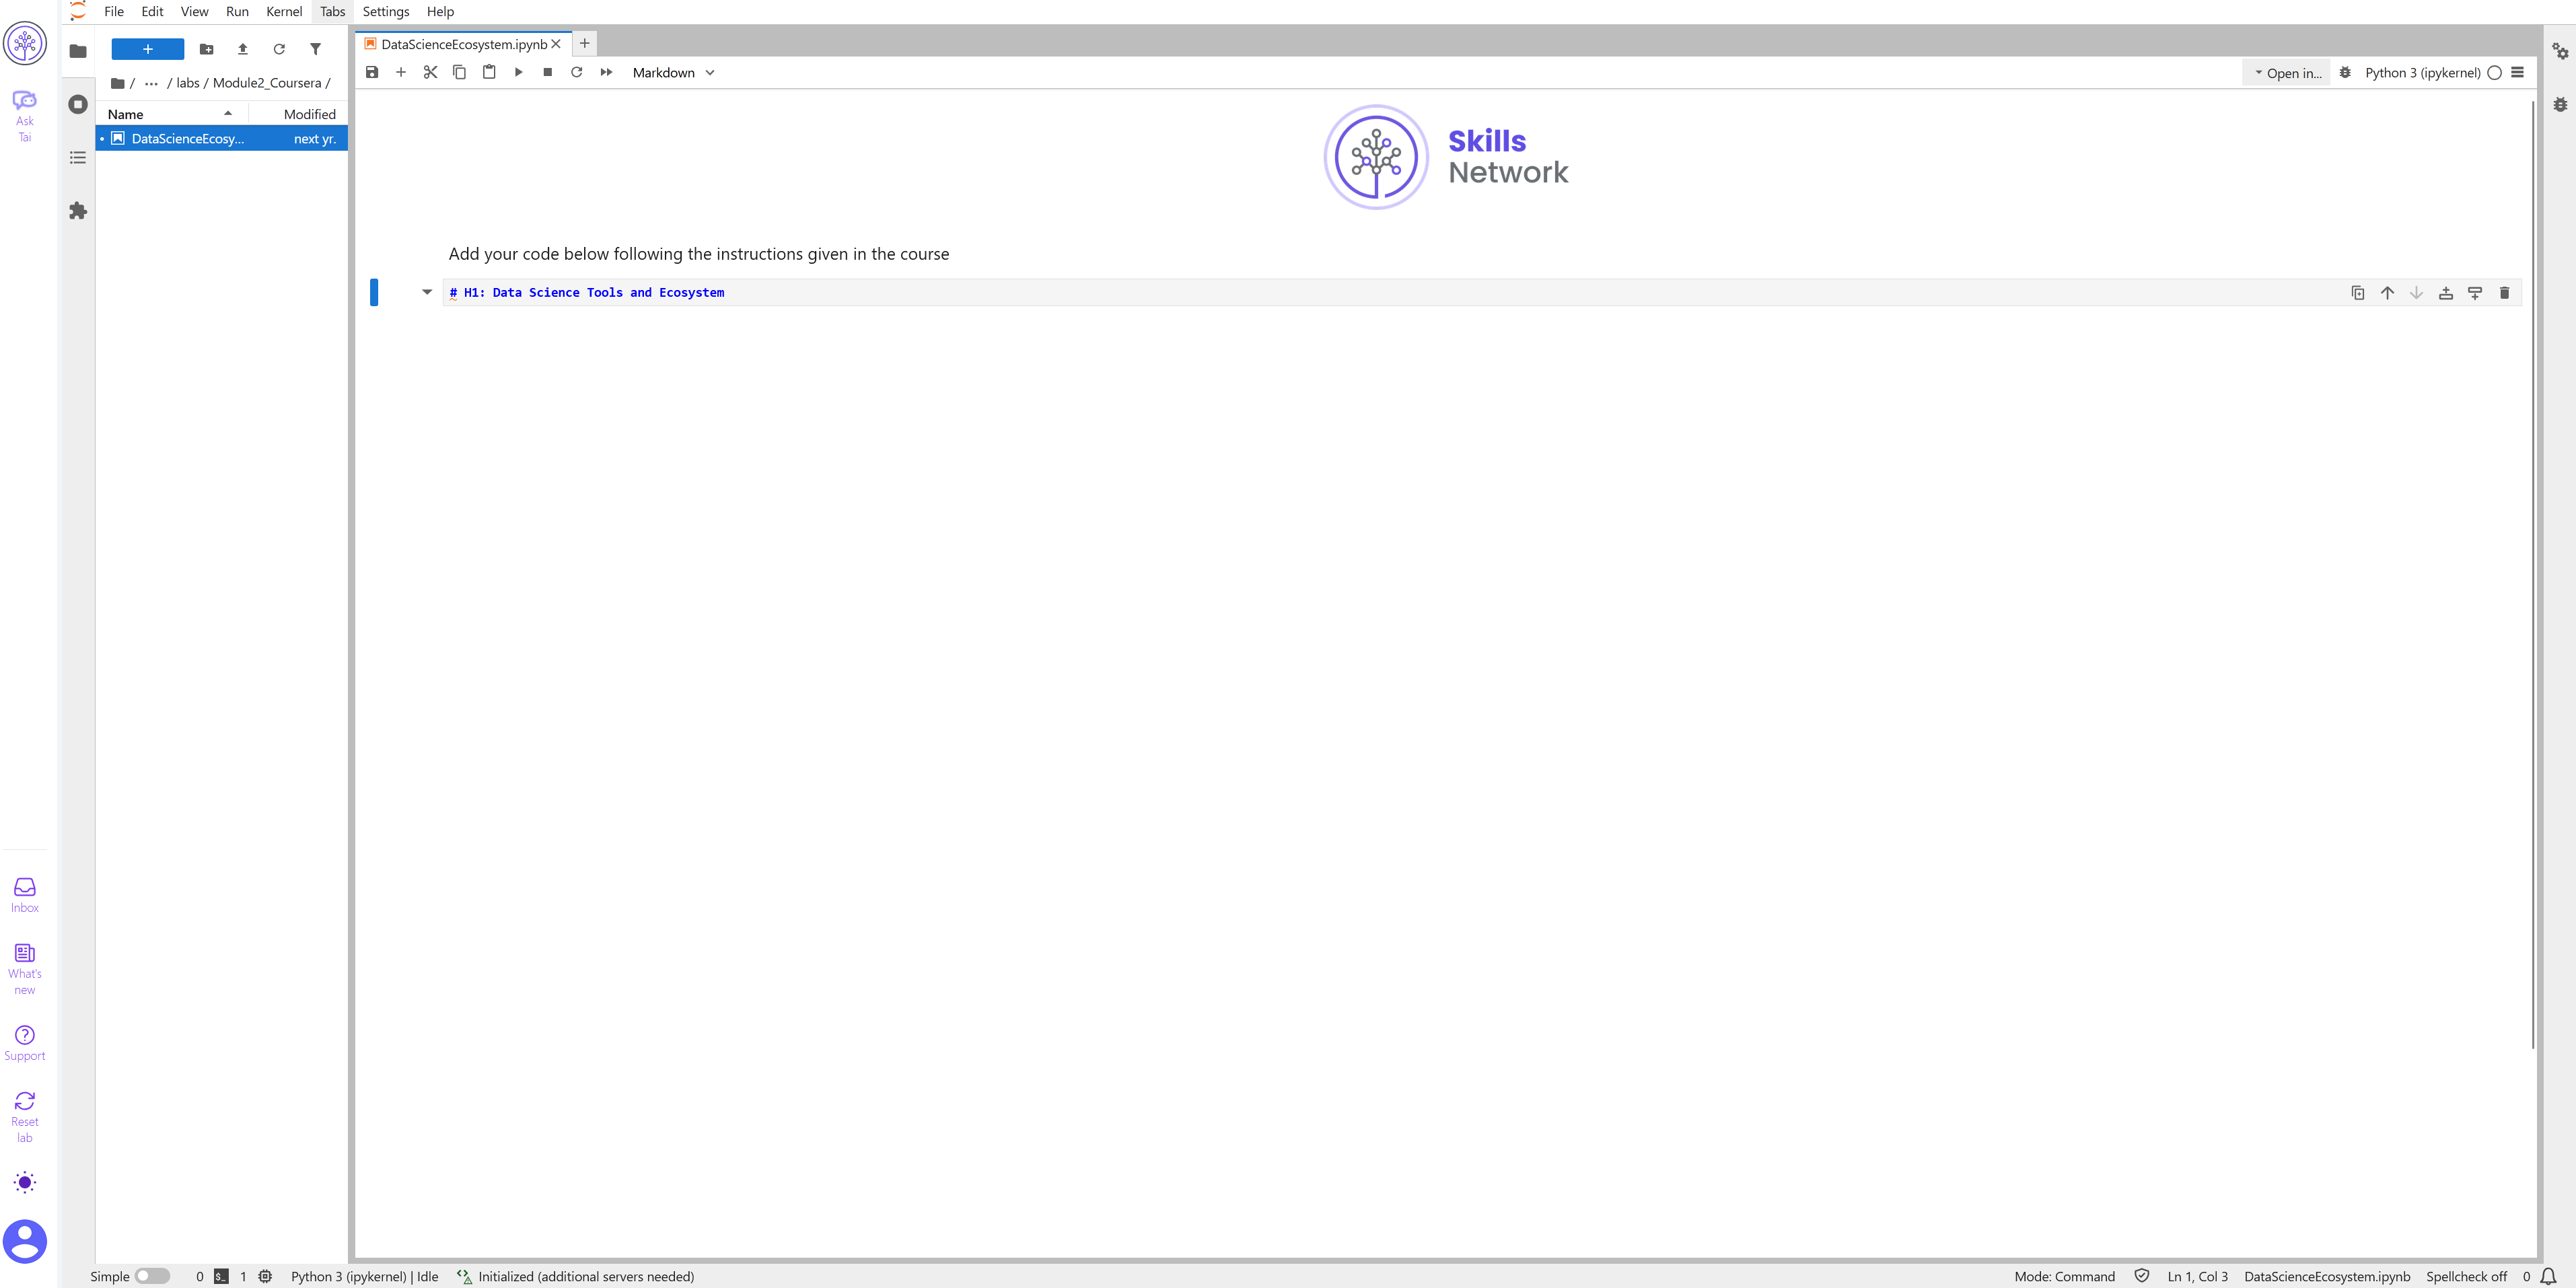 File Edit View Run Kernel Tabs Settings Help
Ask
Tai
DataScienceEcosystem.ipynb
Markdown
Open in...
Python 3 (ipykernel)
/ ··· / labs / Module2_Coursera /
Name Modified
DataScienceEcosy... next yr.
Skills
Network
Add your code below following the instructions given in the course
# H1: Data Science Tools and Ecosystem
Inbox
What's
new
Support
Reset
lab
Simple 0 $_ 1 Python 3 (ipykernel) | Idle Initialized (additional servers needed) Mode: Command Ln 1, Col 3 DataScienceEcosystem.ipynb Spellcheck off 0